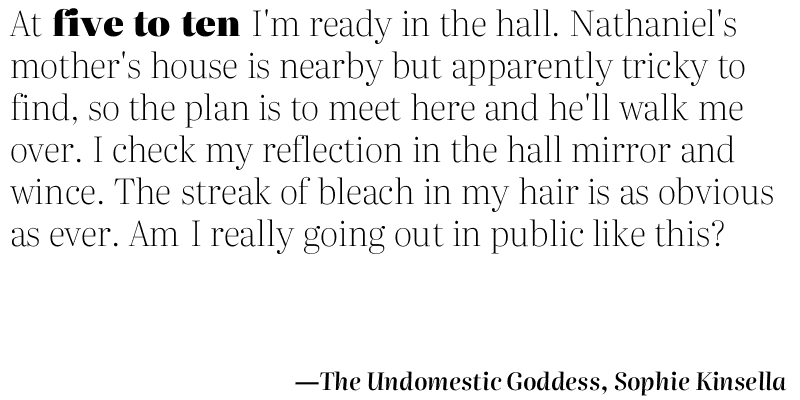 At five to ten I'm ready in the hall. Nathaniel's
mother's house is nearby but apparently tricky to
find, so the plan is to meet here and he'll walk me
over. I check my reflection in the hall mirror and
wince. The streak of bleach in my hair is as obvious
as ever. Am I really going out in public like this?
—The Undomestic Goddess, Sophie Kinsella